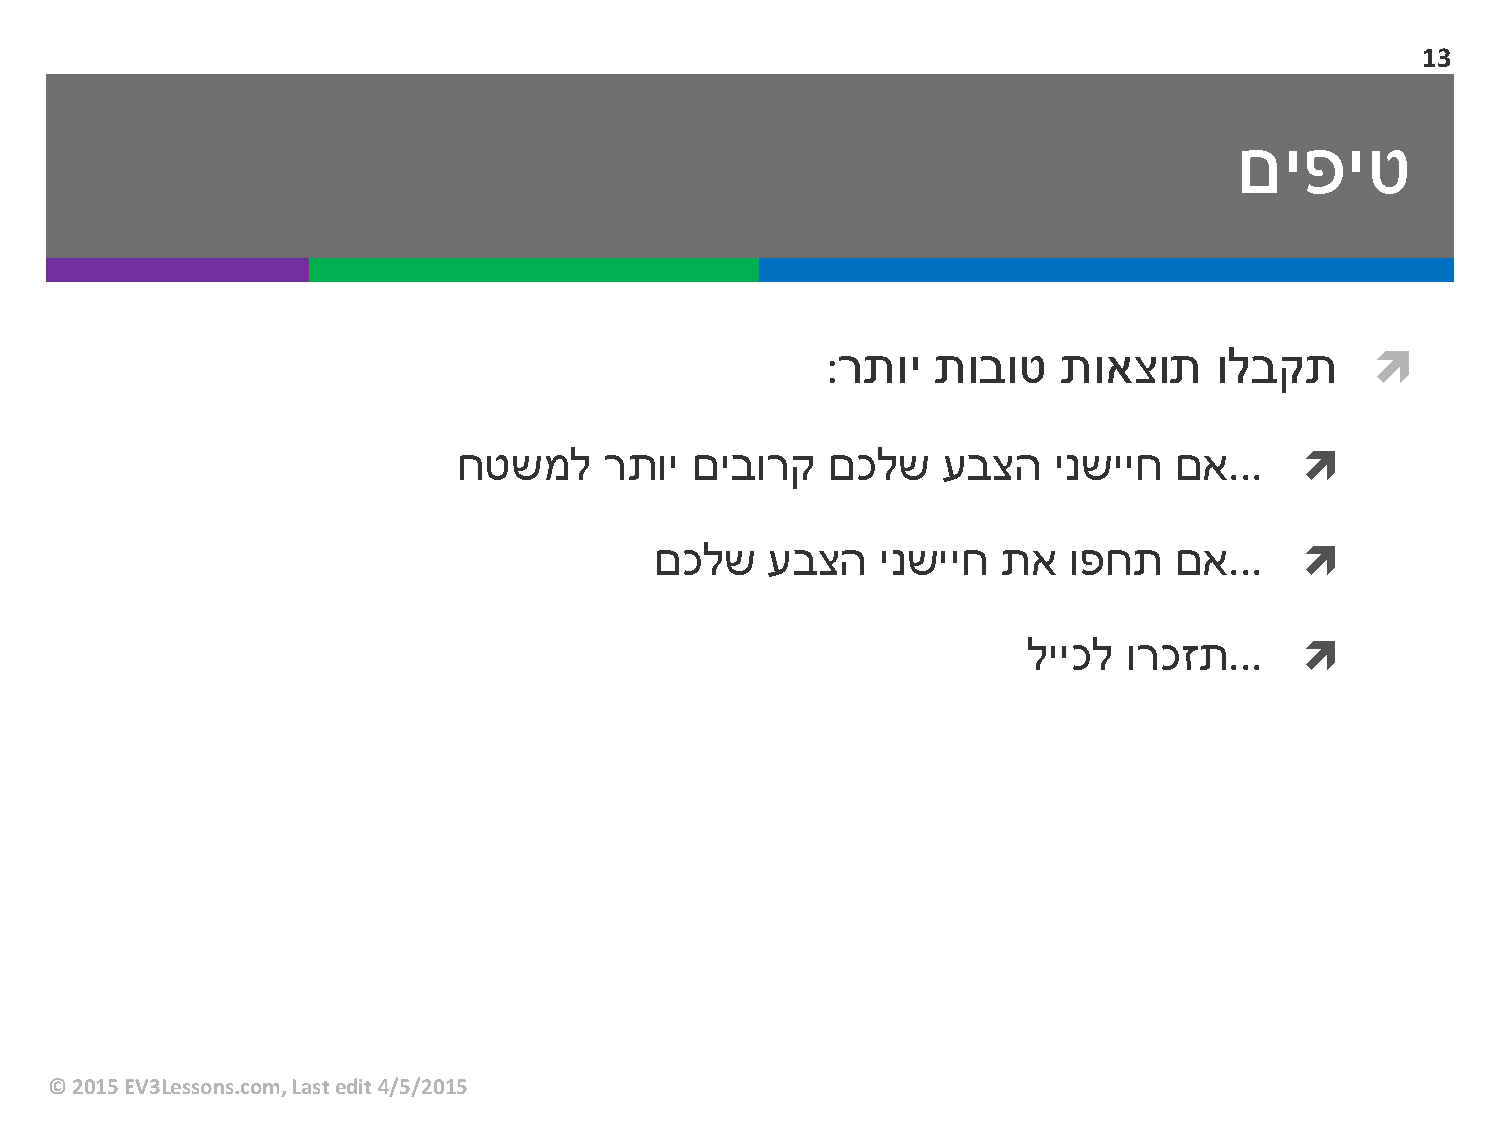 13
טיפים
תקבלו תוצאות טובות יותר:
...אם חיישני הצבע שלכם קרובים יותר למשטח
...אם תחפו את חיישני הצבע שלכם
...תזכרו לכייל
© 2015 EV3Lessons.com, Last edit 4/5/2015